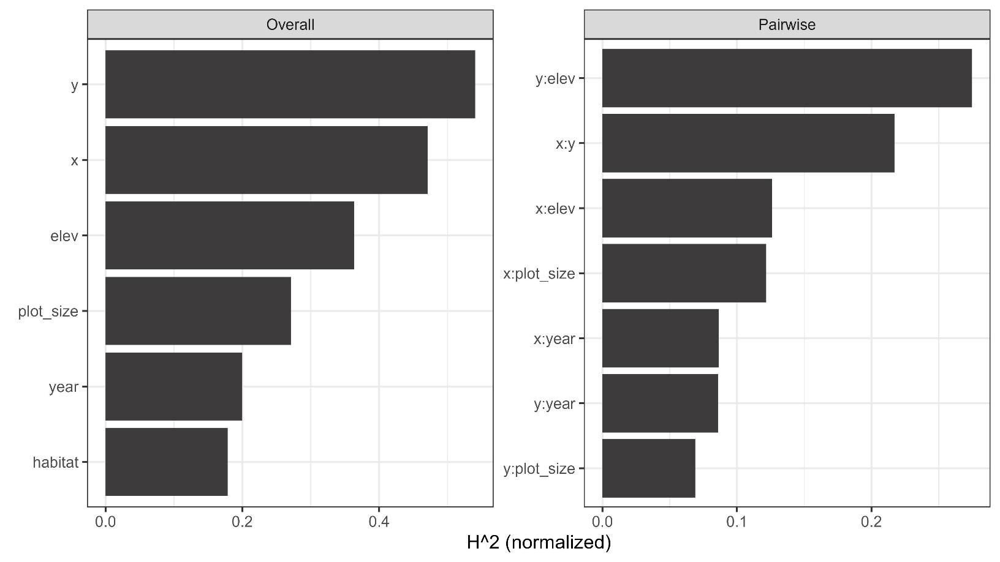 Overall
y
x
elev
plot_size
year
habitat
0.0 0.2 0.4
Pairwise
y:elev
x:y
x:elev
x:plot_size
x:year
y:year
y:plot_size
0.0 0.1 0.2
H^2 (normalized)